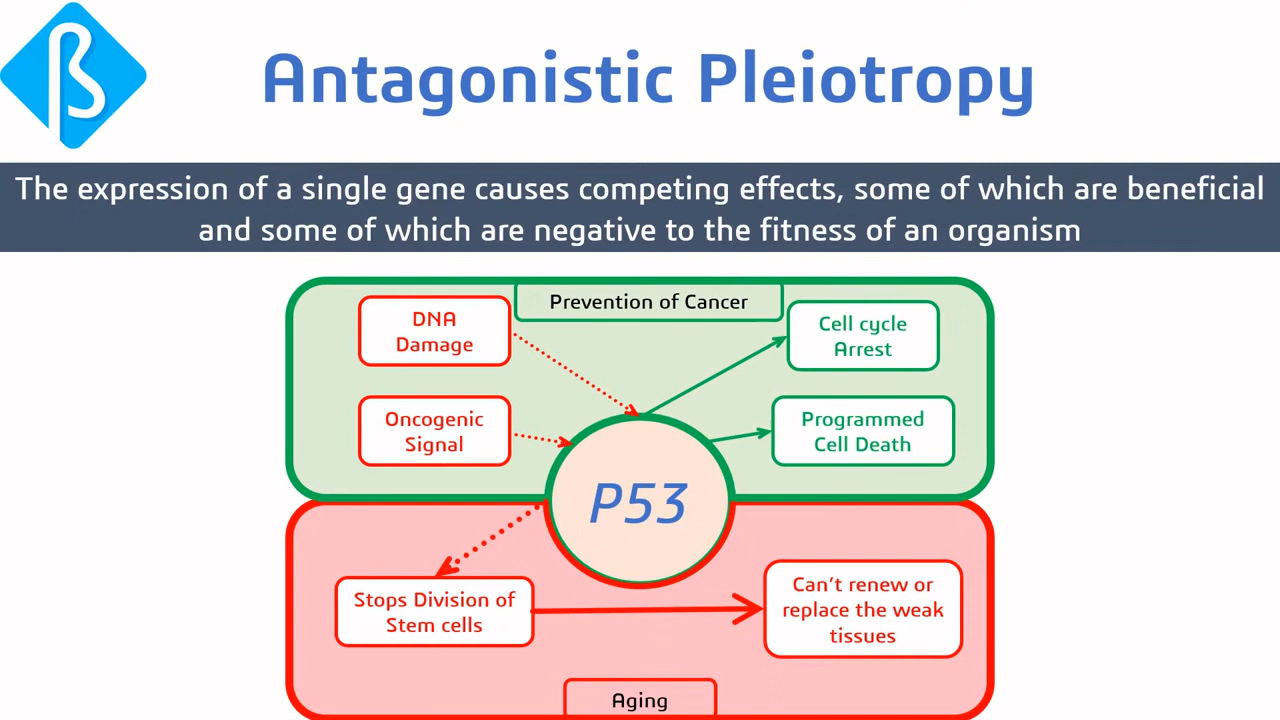 ß
Antagonistic Pleiotropy
The expression of a single gene causes competing effects, some of which are beneficial
and some of which are negative to the fitness of an organism
Prevention of Cancer
DNA
Damage
Cell cycle
Arrest
Oncogenic
Signal
Programmed
Cell Death
P53
Stops Division of
Stem cells
Can't renew or
replace the weak
tissues
Aging